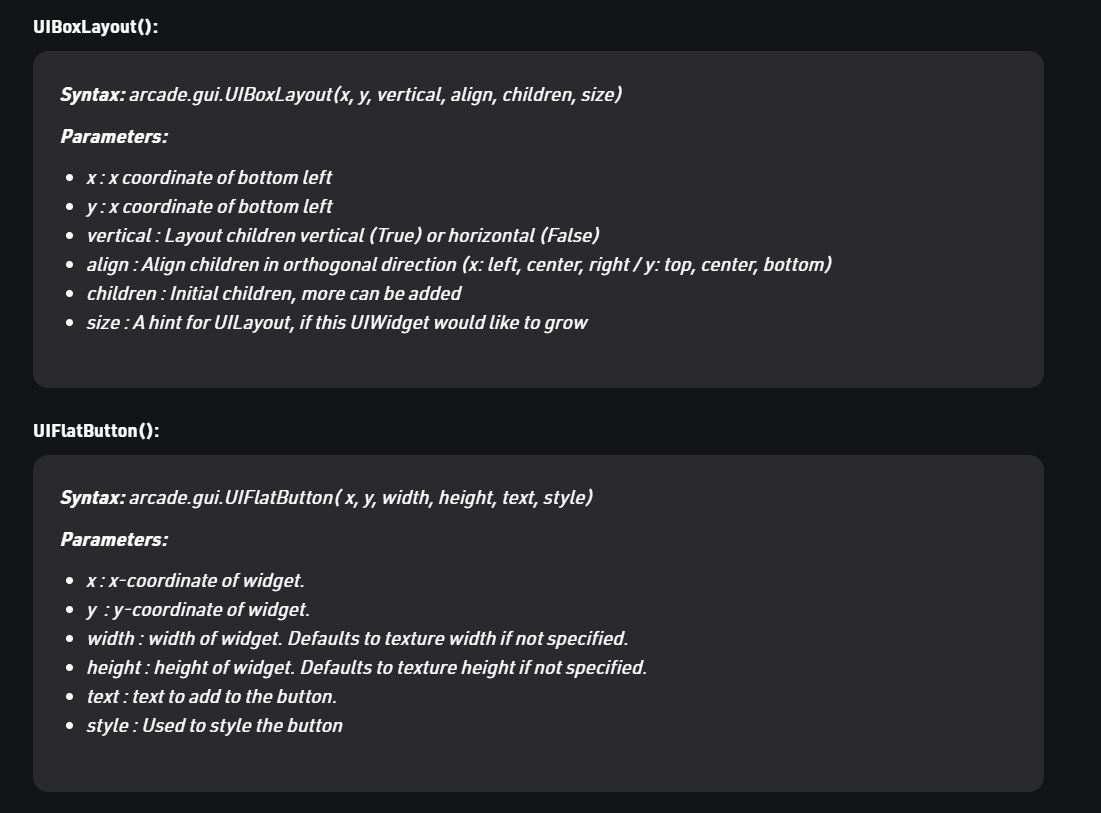 UIBoxLayout():
Syntax: arcade.gui.UIBoxLayout(x, y, vertical, align, children, size)
Parameters:
• x : x coordinate of bottom left
• y : x coordinate of bottom left
• vertical : Layout children vertical (True) or horizontal (False)
• align : Align children in orthogonal direction (x: left, center, right / y: top, center, bottom)
• children : Initial children, more can be added
• size : A hint for UILayout, if this UIWidget would like to grow
UIFlatButton():
Syntax: arcade.gui.UIFlatButton( x, y, width, height, text, style)
Parameters:
• x : x-coordinate of widget.
• y  : y-coordinate of widget.
• width : width of widget. Defaults to texture width if not specified.
• height : height of widget. Defaults to texture height if not specified.
• text : text to add to the button.
• style : Used to style the button